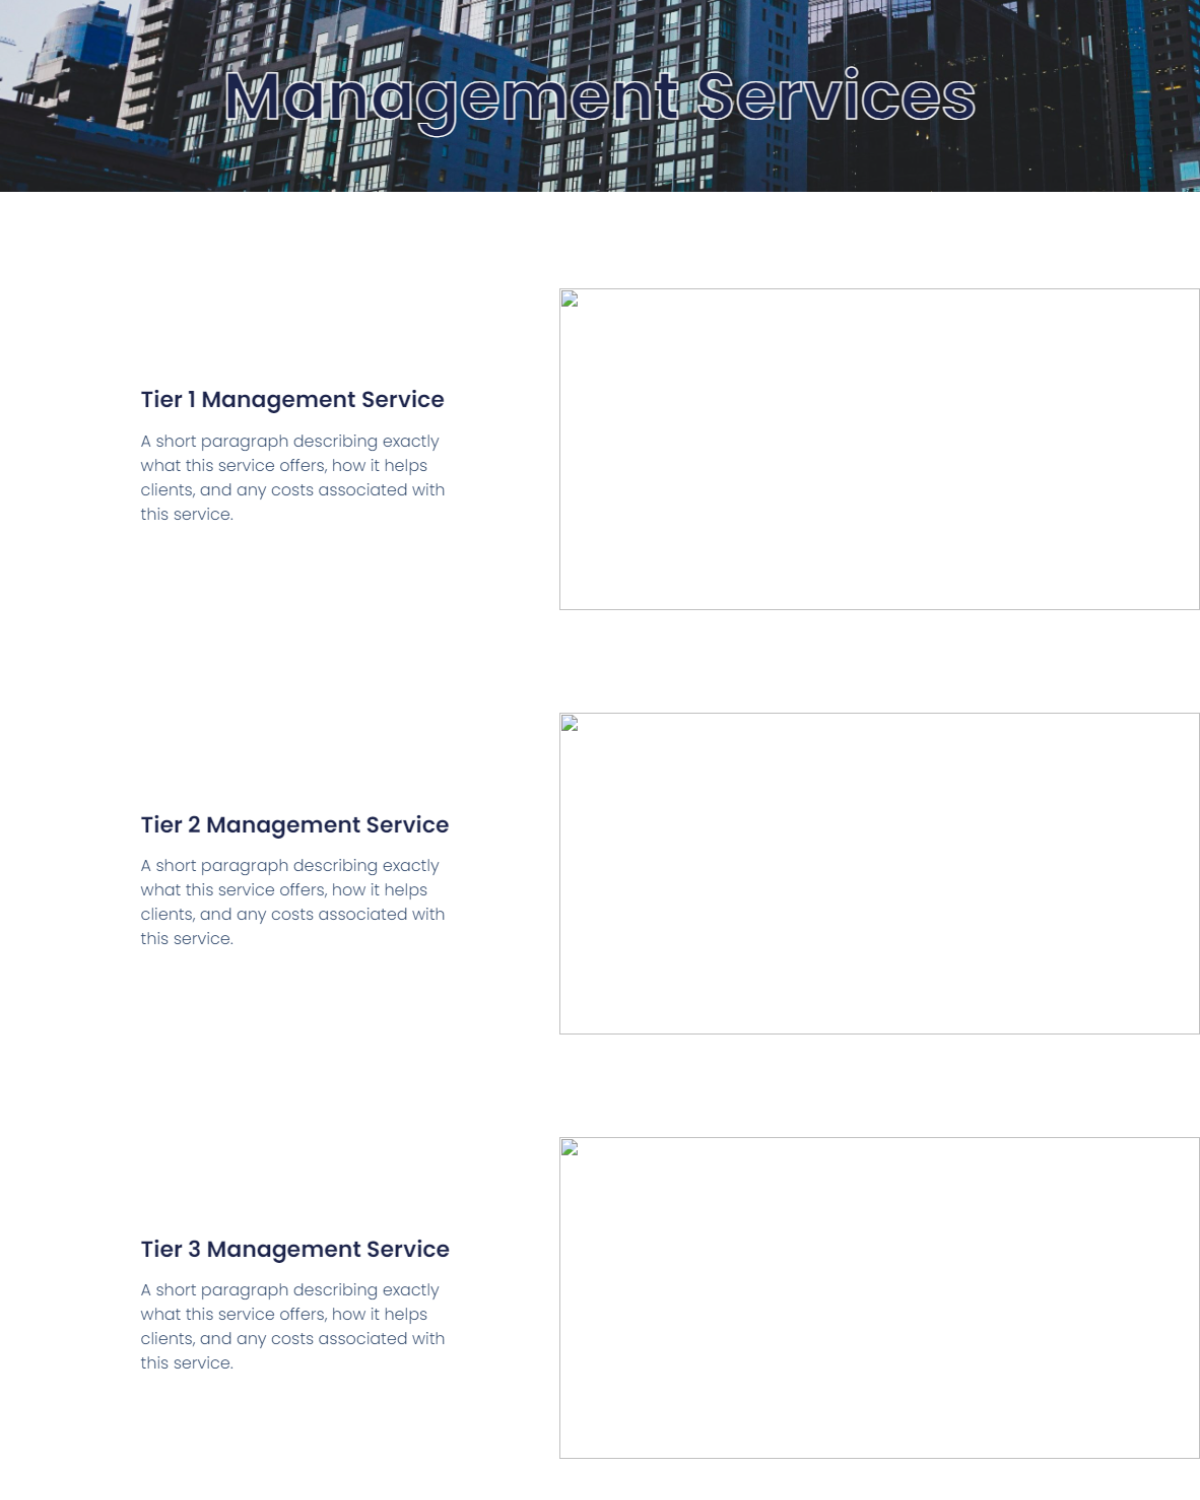 Management Services
Tier 1 Management Service
A short paragraph describing exactly
what this service offers, how it helps
clients, and any costs associated with
this service.
Tier 2 Management Service
A short paragraph describing exactly
what this service offers, how it helps
clients, and any costs associated with
this service.
Tier 3 Management Service
A short paragraph describing exactly
what this service offers, how it helps
clients, and any costs associated with
this service.